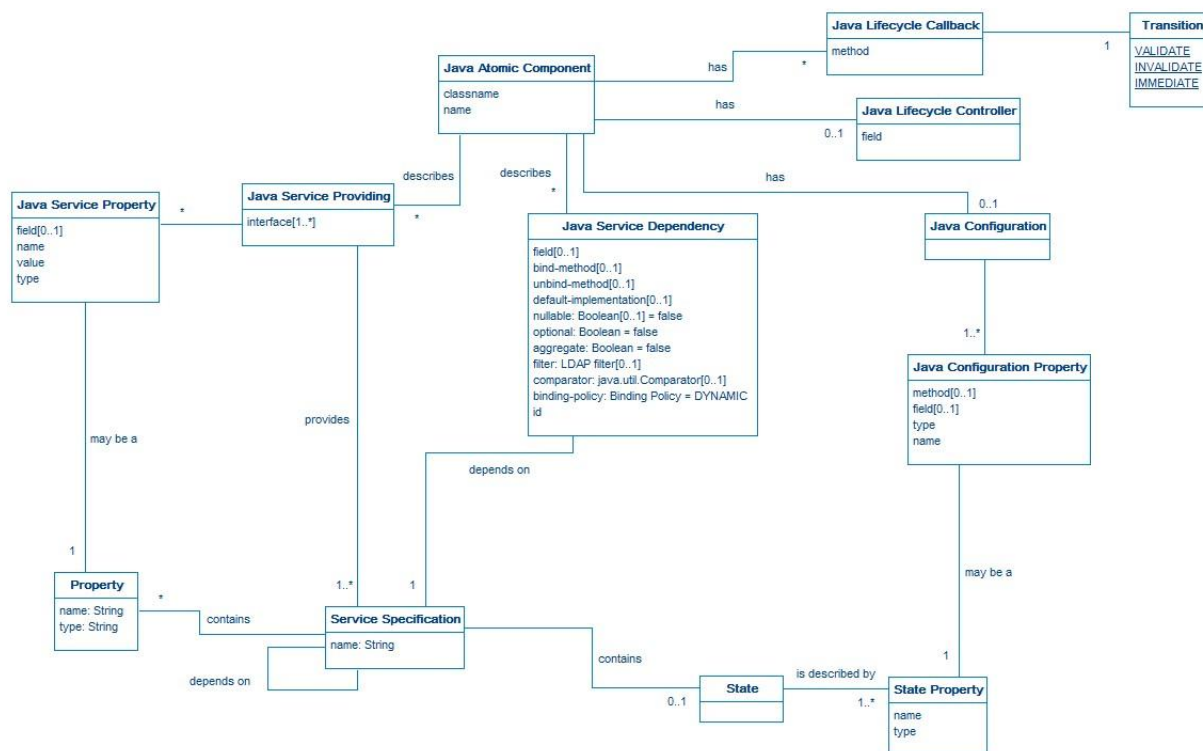 Java Lifecycle Callback
method
1
Transition
VALIDATE
INVALIDATE
IMMEDIATE
Java Atomic Component
classname
name
has
*
has
0..1
Java Lifecycle Controller
field
describes
*
describes
*
has
0..1
Java Service Property
field[0..1]
name
value
type
*
Java Service Providing
interface[1..*]
Java Service Dependency
field[0..1]
bind-method[0..1]
unbind-method[0..1]
default-implementation[0..1]
nullable: Boolean[0..1] = false
optional: Boolean = false
aggregate: Boolean = false
filter: LDAP filter[0..1]
comparator: java.util.Comparator[0..1]
binding-policy: Binding Policy = DYNAMIC
id
Java Configuration
1..*
Java Configuration Property
method[0..1]
field[0..1]
type
name
may be a
1
provides
1..*
depends on
1
may be a
1
Property
name: String
type: String
*
contains
Service Specification
name: String
depends on
contains
0..1
State
is described by
1..*
State Property
name
type